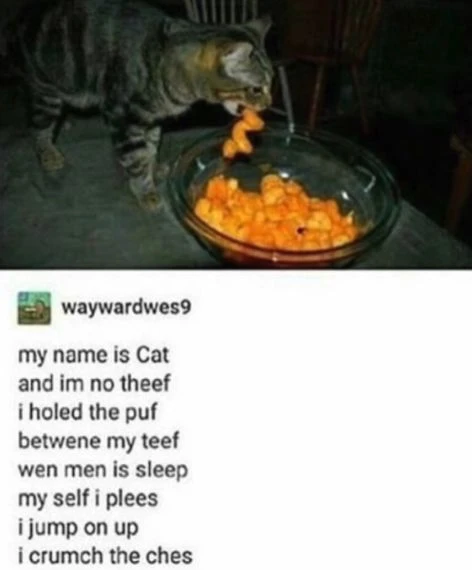 waywardwes9
my name is Cat
and im no theef
i holed the puf
betwene my teef
wen men is sleep
my self i plees
i jump on up
i crumch the ches